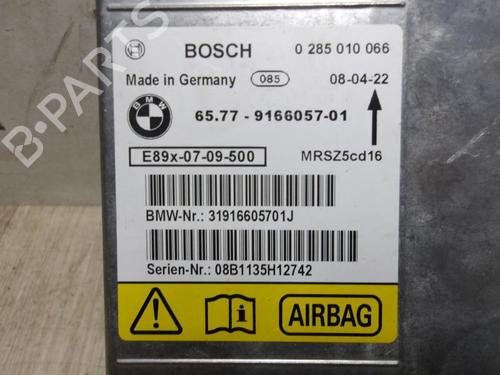 B-PARTS
BOSCH 0 285 010 066
Made in Germany 085 08-04-22
BMW 65.77 - 9166057-01
E89x-07-09-500 MRSZ5cd16
BMW-Nr.: 31916605701J
Serien-Nr.: 08B1135H12742
AIRBAG